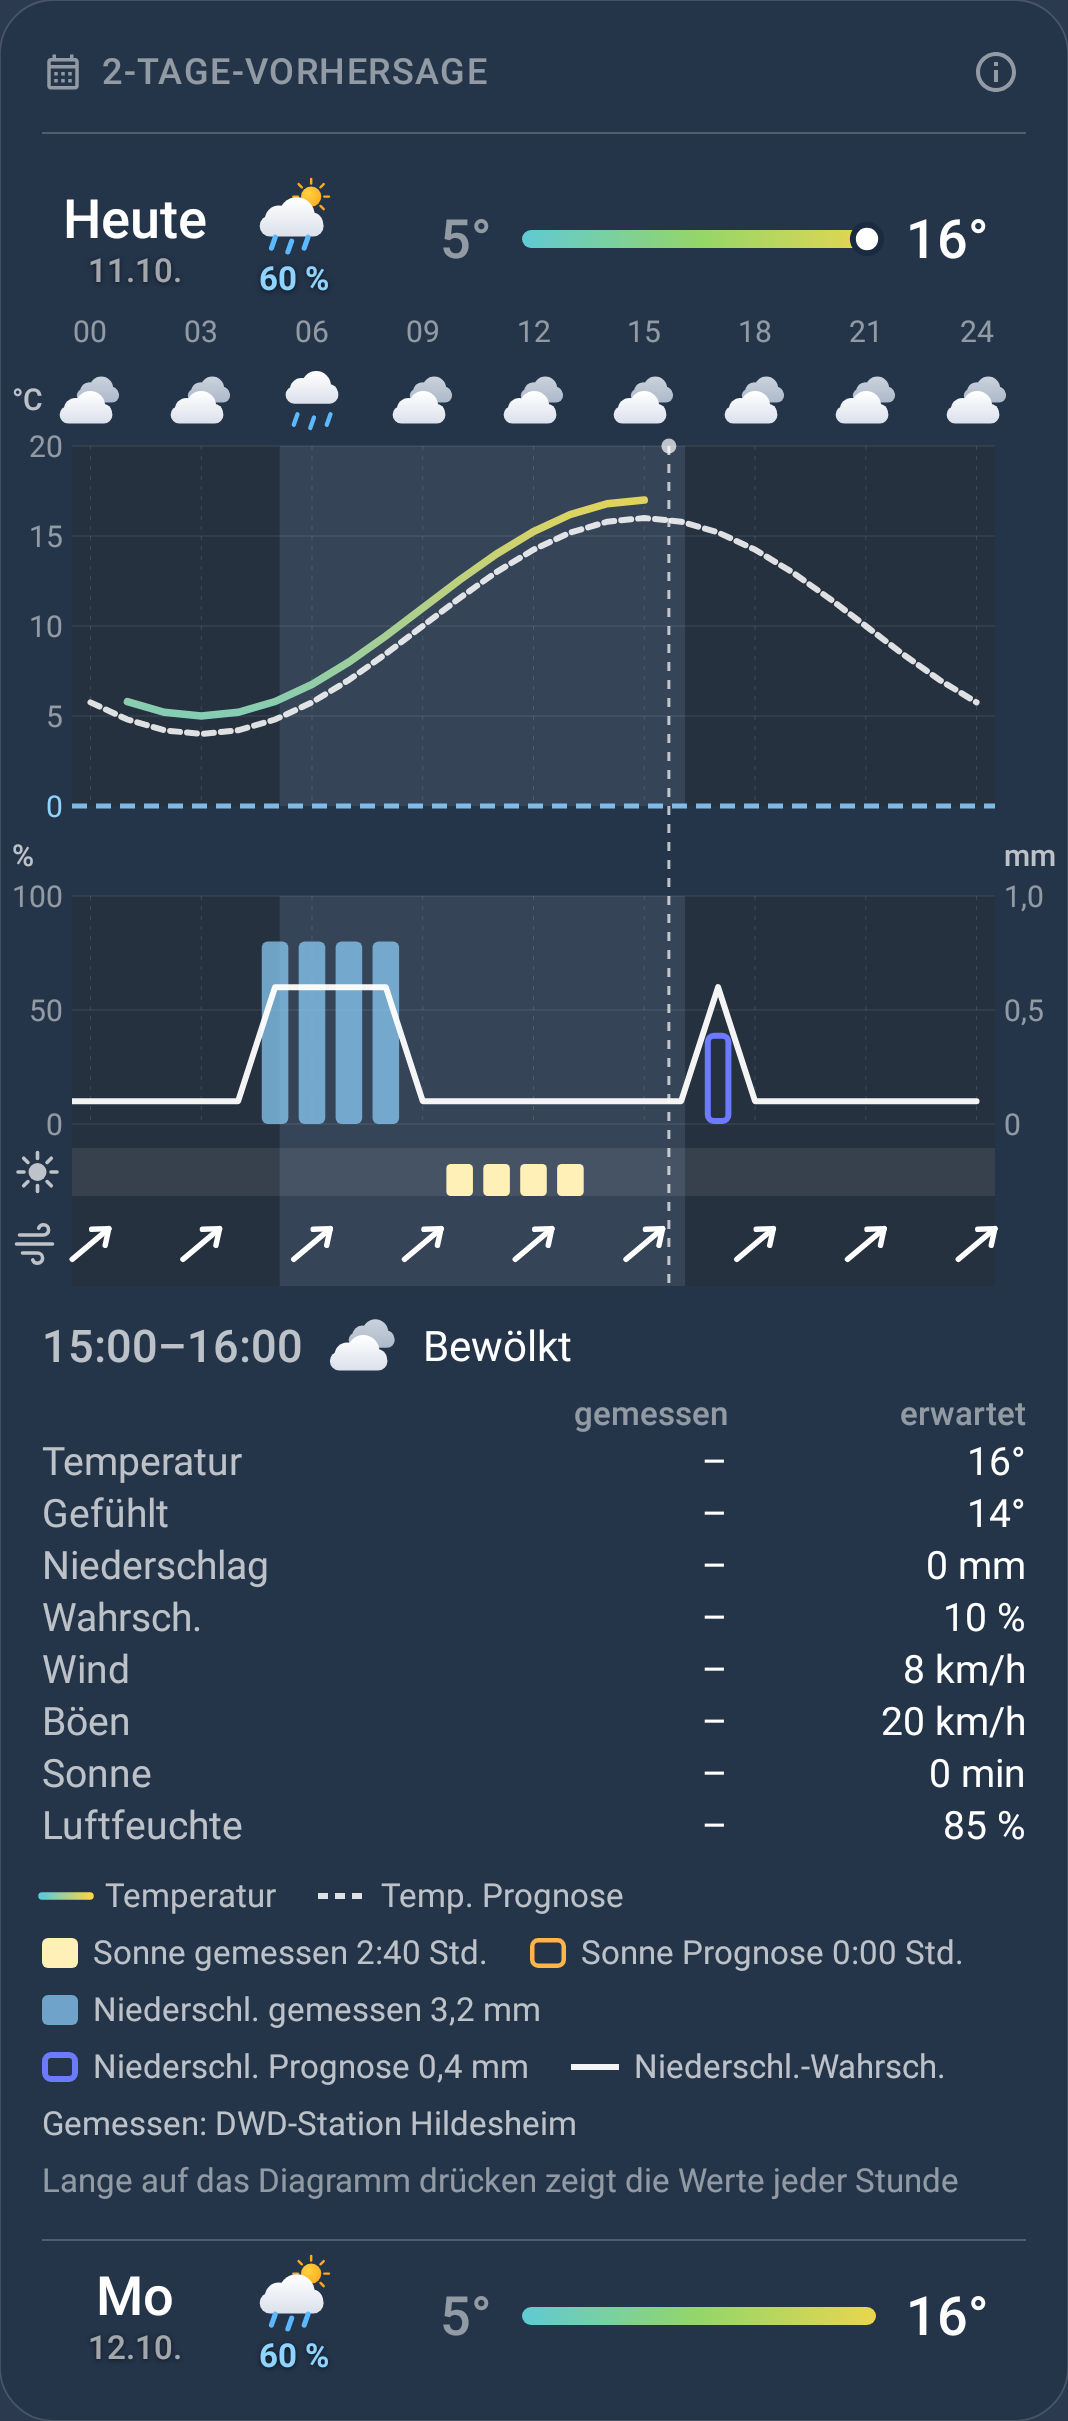 2-TAGE-VORHERSAGE
Heute
11.10.
60 %
5°
16°
00 03 06 09 12 15 18 21 24
°C
20
15
10
5
0
%
mm
100
1,0
50
0,5
0
0
15:00–16:00 Bewölkt
gemessen erwartet
Temperatur – 16°
Gefühlt – 14°
Niederschlag – 0 mm
Wahrsch. – 10 %
Wind – 8 km/h
Böen – 20 km/h
Sonne – 0 min
Luftfeuchte – 85 %
Temperatur Temp. Prognose
Sonne gemessen 2:40 Std. Sonne Prognose 0:00 Std.
Niederschl. gemessen 3,2 mm
Niederschl. Prognose 0,4 mm Niederschl.-Wahrsch.
Gemessen: DWD-Station Hildesheim
Lange auf das Diagramm drücken zeigt die Werte jeder Stunde
Mo
12.10.
60 %
5°
16°